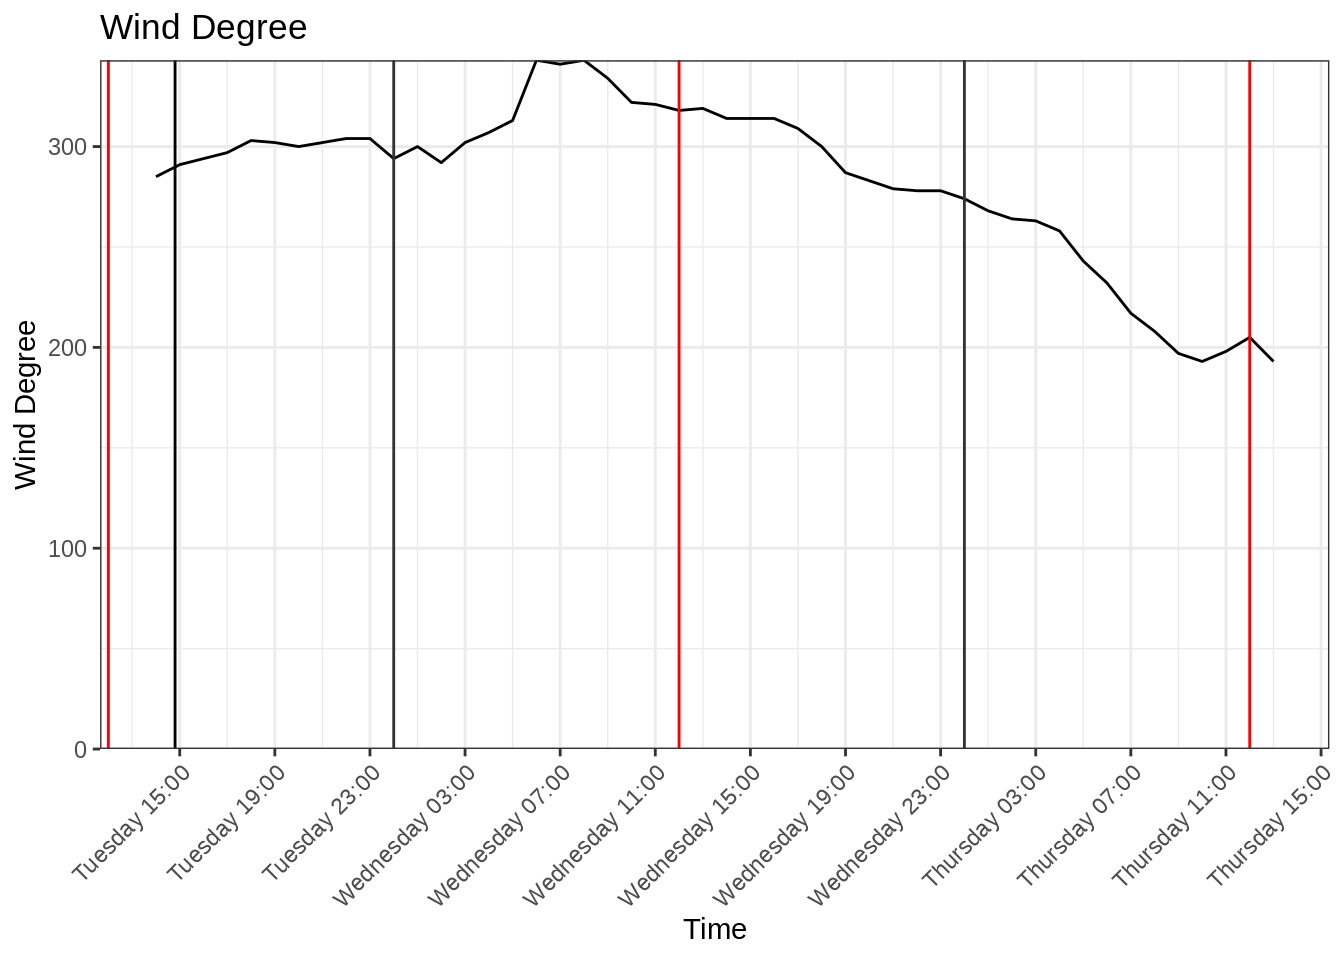 Wind Degree
Wind Degree
300
200
100
0
Tuesday 15:00
Tuesday 19:00
Tuesday 23:00
Wednesday 03:00
Wednesday 07:00
Wednesday 11:00
Wednesday 15:00
Wednesday 19:00
Wednesday 23:00
Thursday 03:00
Thursday 07:00
Thursday 11:00
Thursday 15:00
Time